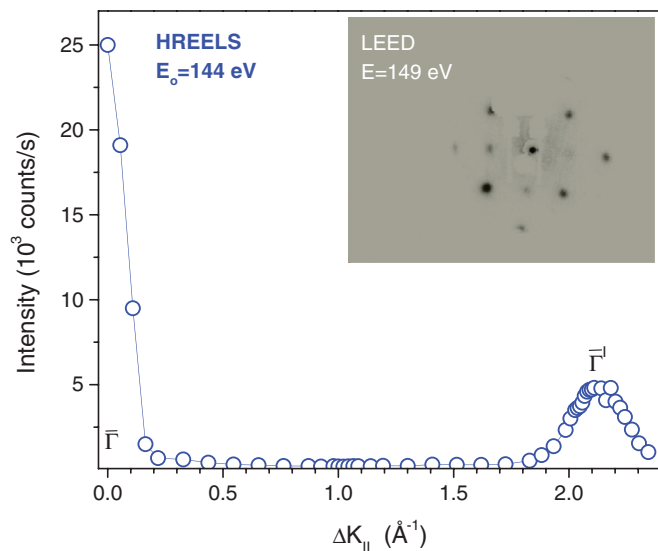 HREELS
Eo=144 eV
LEED
E=149 eV
25
20
15
10
5
Intensity (10³ counts/s)
Γ̅
Γ̅ˡ
0.0
0.5
1.0
1.5
2.0
ΔK|| (Å⁻¹)